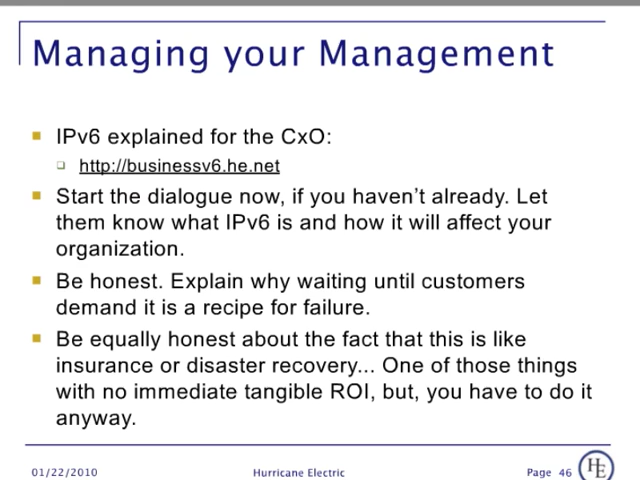 Managing your Management
IPv6 explained for the CxO:
http://businessv6.he.net
Start the dialogue now, if you haven't already. Let
them know what IPv6 is and how it will affect your
organization.
Be honest. Explain why waiting until customers
demand it is a recipe for failure.
Be equally honest about the fact that this is like
insurance or disaster recovery... One of those things
with no immediate tangible ROI, but, you have to do it
anyway.
01/22/2010 Hurricane Electric Page 46 HE